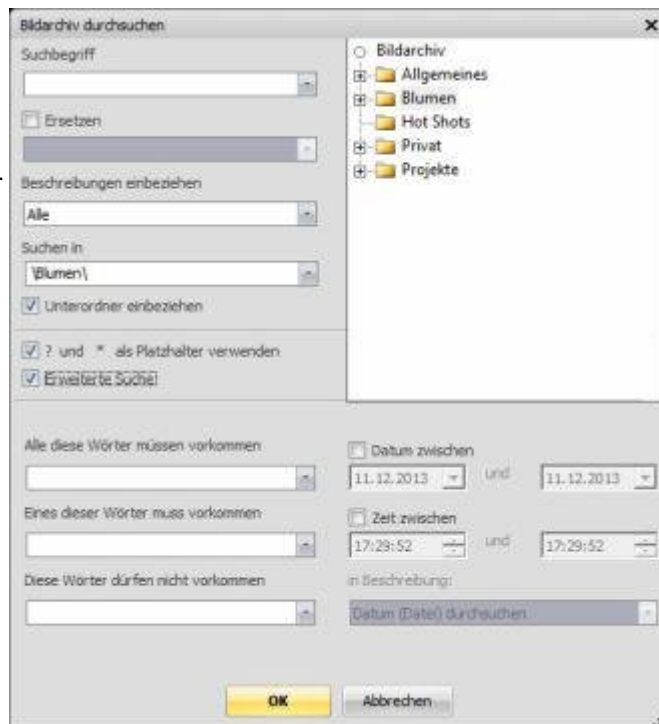 Bildarchiv durchsuchen
Suchbegriff
Ersetzen
Beschreibungen einbeziehen
Alle
Suchen in
\Blumen\
Unterordner einbeziehen
? und * als Platzhalter verwenden
Erweiterte Suche
Bildarchiv
Allgemeines
Blumen
Hot Shots
Privat
Projekte
Alle diese Wörter müssen vorkommen
Eines dieser Wörter muss vorkommen
Diese Wörter dürfen nicht vorkommen
Datum zwischen
11.12.2013 und 11.12.2013
Zeit zwischen
17:29:52 und 17:29:52
in Beschreibung:
Datum (Datei) durchsuchen
OK Abbrechen